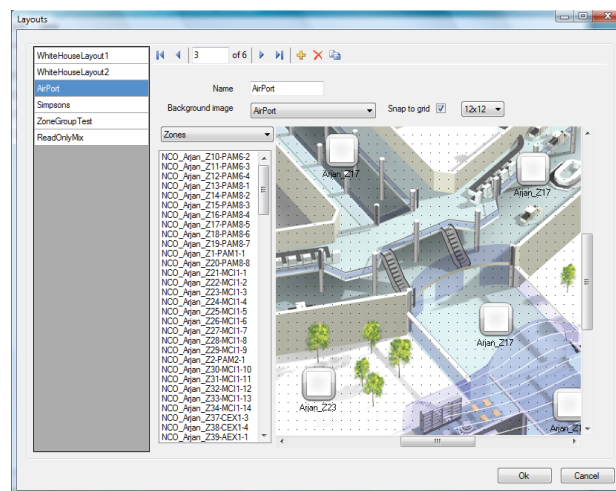 Layouts
WhiteHouseLayout1
WhiteHouseLayout2
AirPort
Simpsons
ZoneGroupTest
ReadOnlyMix
3 of 6
Name AirPort
Background image AirPort Snap to grid 12x12
Zones
NCO_Arjan_Z10-PAM6-2
NCO_Arjan_Z11-PAM6-3
NCO_Arjan_Z12-PAM6-4
NCO_Arjan_Z13-PAM8-1
NCO_Arjan_Z14-PAM8-2
NCO_Arjan_Z15-PAM8-3
NCO_Arjan_Z16-PAM8-4
NCO_Arjan_Z17-PAM8-5
NCO_Arjan_Z18-PAM8-6
NCO_Arjan_Z19-PAM8-7
NCO_Arjan_Z1-PAM1-1
NCO_Arjan_Z20-PAM8-8
NCO_Arjan_Z21-MCI1-1
NCO_Arjan_Z22-MCI1-2
NCO_Arjan_Z23-MCI1-3
NCO_Arjan_Z24-MCI1-4
NCO_Arjan_Z25-MCI1-5
NCO_Arjan_Z26-MCI1-6
NCO_Arjan_Z27-MCI1-7
NCO_Arjan_Z28-MCI1-8
NCO_Arjan_Z29-MCI1-9
NCO_Arjan_Z2-PAM2-1
NCO_Arjan_Z30-MCI1-10
NCO_Arjan_Z31-MCI1-11
NCO_Arjan_Z32-MCI1-12
NCO_Arjan_Z33-MCI1-13
NCO_Arjan_Z34-MCI1-14
NCO_Arjan_Z37-CEX1-3
NCO_Arjan_Z38-CEX1-4
NCO_Arjan_Z39-AEX1-1
Arjan_Z17
Arjan_Z17
Arjan_Z17
Arjan_Z23
Arjan_Z1
Ok Cancel